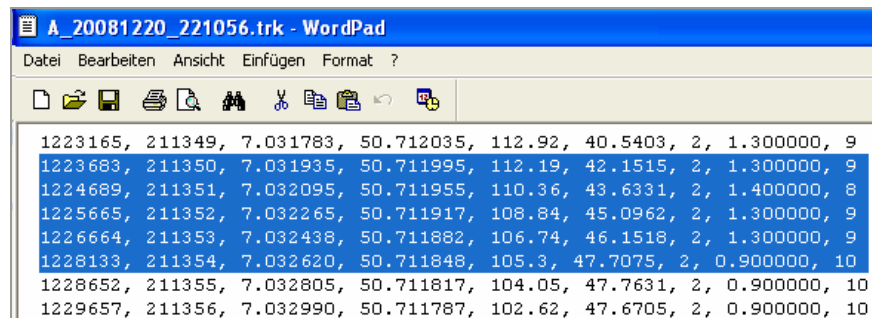 A_20081220_221056.trk - WordPad
Datei Bearbeiten Ansicht Einfügen Format ?
1223165, 211349, 7.031783, 50.712035, 112.92, 40.5403, 2, 1.300000, 9
1223683, 211350, 7.031935, 50.711995, 112.19, 42.1515, 2, 1.300000, 9
1224689, 211351, 7.032095, 50.711955, 110.36, 43.6331, 2, 1.400000, 8
1225665, 211352, 7.032265, 50.711917, 108.84, 45.0962, 2, 1.300000, 9
1226664, 211353, 7.032438, 50.711882, 106.74, 46.1518, 2, 1.300000, 9
1228133, 211354, 7.032620, 50.711848, 105.3, 47.7075, 2, 0.900000, 10
1228652, 211355, 7.032805, 50.711817, 104.05, 47.7631, 2, 0.900000, 10
1229657, 211356, 7.032990, 50.711787, 102.62, 47.6705, 2, 0.900000, 10